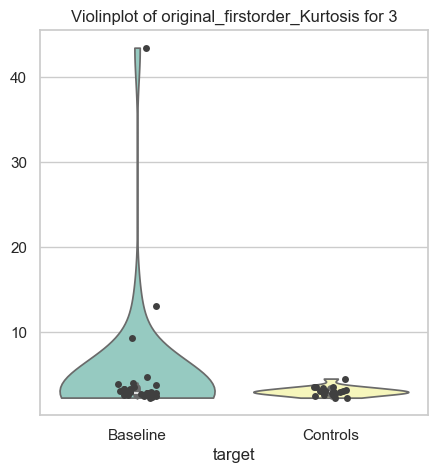 Violinplot of original_firstorder_Kurtosis for 3
40
30
20
10
Baseline
Controls
target